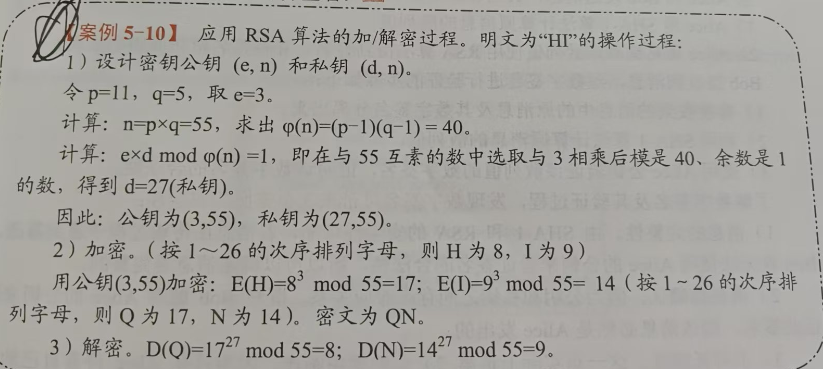 【案例 5-10】 应用 RSA 算法的加/解密过程。明文为“HI”的操作过程：
1）设计密钥公钥 (e, n) 和私钥 (d, n)。
令 p=11，q=5，取 e=3。
计算：n=p×q=55，求出 φ(n)=(p−1)(q−1) = 40。
计算：e×d mod φ(n) =1，即在与 55 互素的数中选取与 3 相乘后模是 40、余数是 1
的数，得到 d=27(私钥)。
因此：公钥为(3,55)，私钥为(27,55)。
2）加密。（按 1～26 的次序排列字母，则 H 为 8，I 为 9）
用公钥(3,55)加密：E(H)=8³ mod 55=17；E(I)=9³ mod 55= 14（按 1～26 的次序排
列字母，则 Q 为 17，N 为 14）。密文为 QN。
3）解密。D(Q)=17²⁷ mod 55=8；D(N)=14²⁷ mod 55=9。